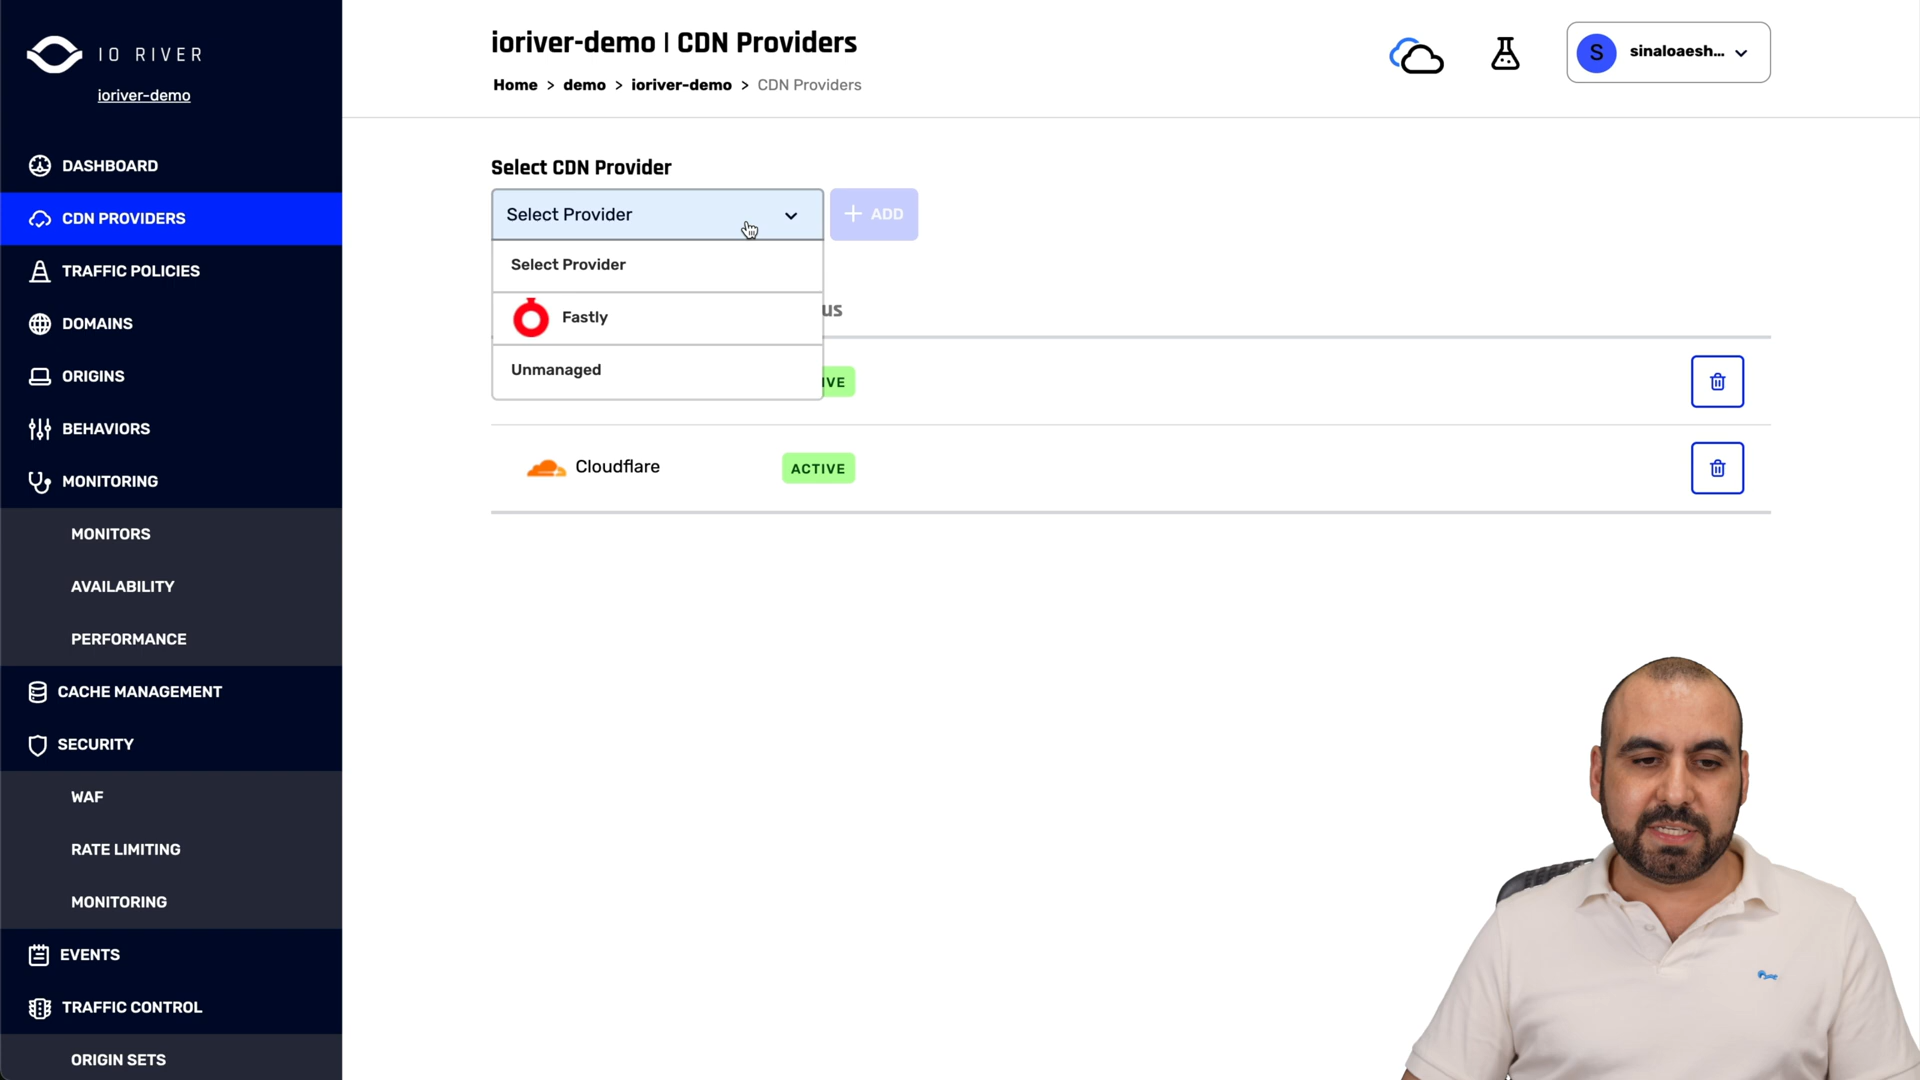 IO RIVER
ioriver-demo
DASHBOARD
CDN PROVIDERS
TRAFFIC POLICIES
DOMAINS
ORIGINS
BEHAVIORS
MONITORING
MONITORS
AVAILABILITY
PERFORMANCE
CACHE MANAGEMENT
SECURITY
WAF
RATE LIMITING
MONITORING
EVENTS
TRAFFIC CONTROL
ORIGIN SETS
ioriver-demo | CDN Providers
Home > demo > ioriver-demo > CDN Providers
S sinaloaesh...
Select CDN Provider
Select Provider
+ ADD
Select Provider
Fastly
us
Unmanaged
IVE
Cloudflare ACTIVE